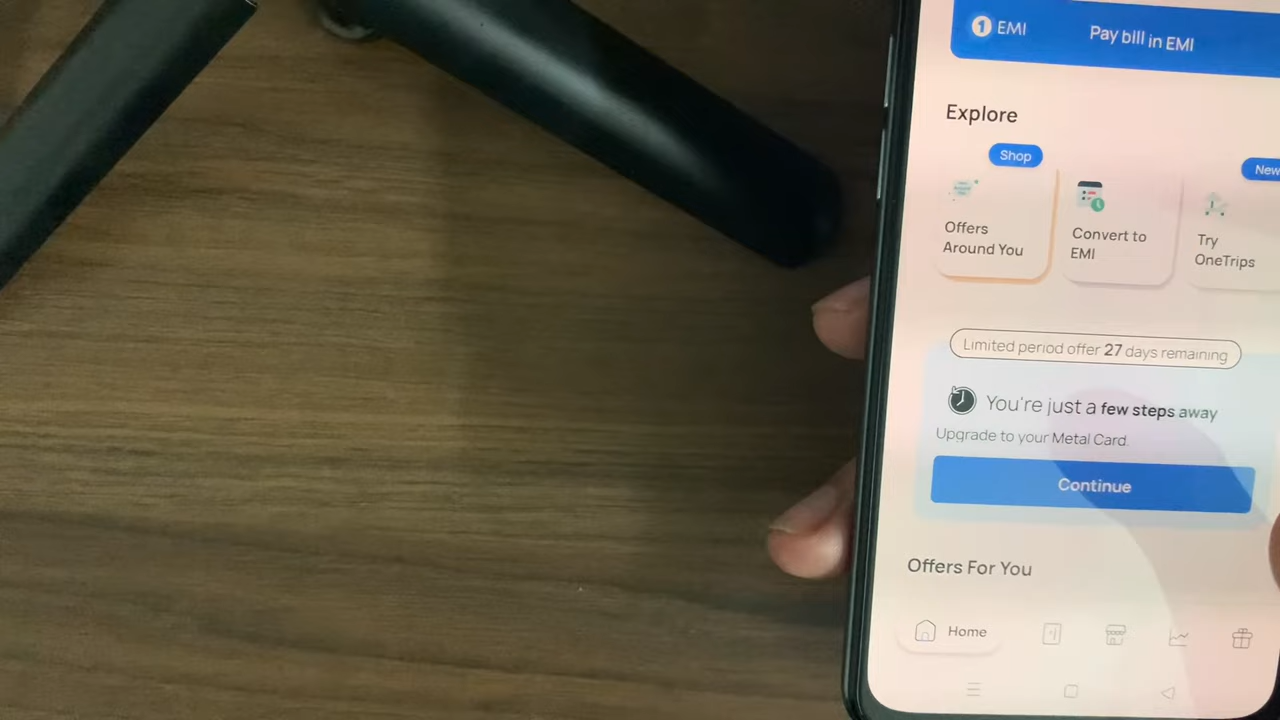 1 EMI
Pay bill in EMI
Explore
Shop
New
Offers
Around You
Convert to
EMI
Try
OneTrips
Limited period offer 27 days remaining
You're just a few steps away
Upgrade to your Metal Card.
Continue
Offers For You
Home